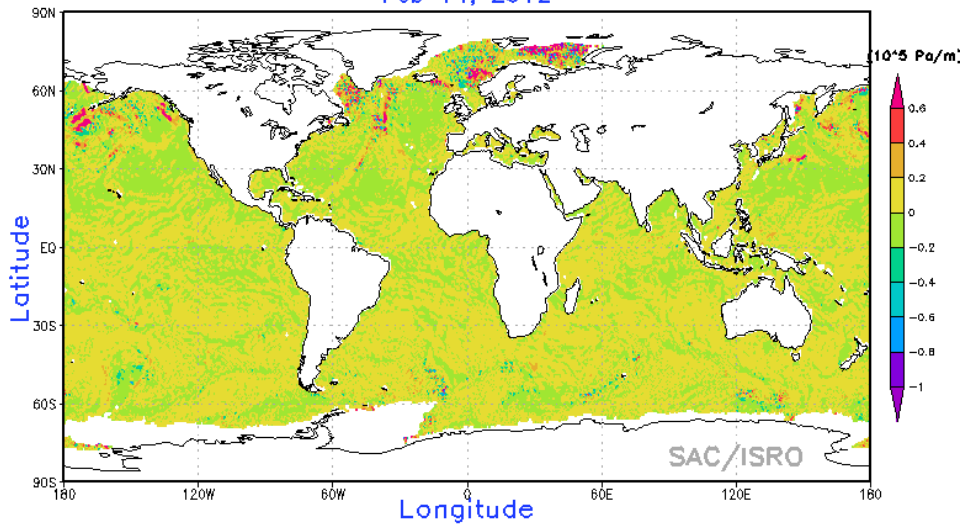 90N
(10^5 Pa/m)
60N
0.6
0.4
30N
0.2
0
EQ
-0.2
-0.4
30S
-0.6
-0.8
60S
-1
SAC/ISRO
90S
180 120W 60W 0 60E 120E 180
Latitude
Longitude